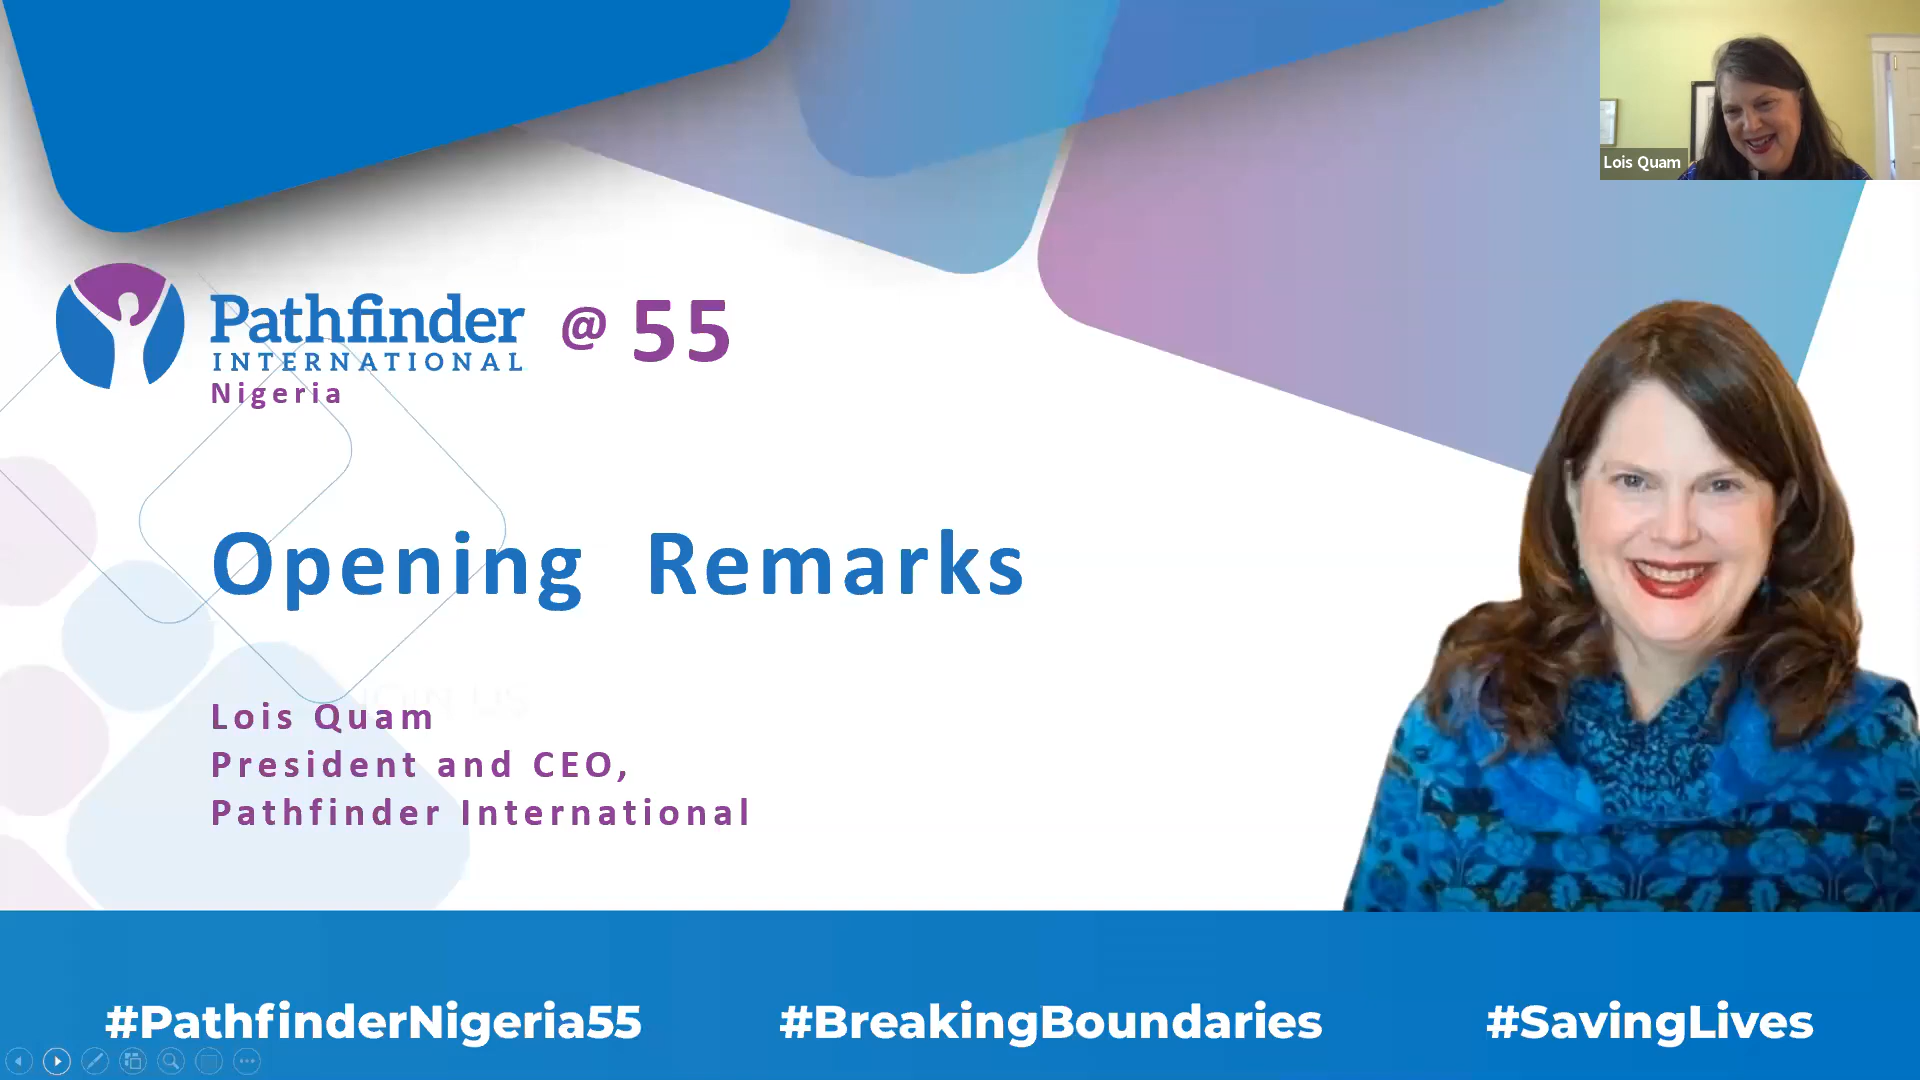 Lois Quam
Pathfinder @ 55
INTERNATIONAL
Nigeria
Opening Remarks
Lois Quam
President and CEO,
Pathfinder International
#PathfinderNigeria55 #BreakingBoundaries #SavingLives